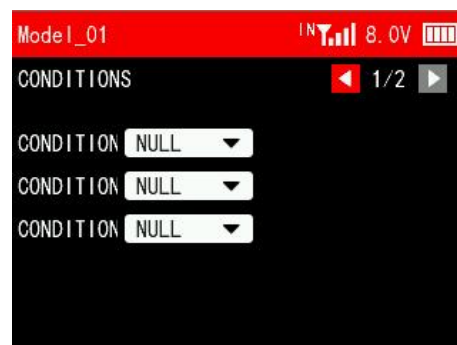 Model_01 IN 8.0V
CONDITIONS 1/2
CONDITION NULL
CONDITION NULL
CONDITION NULL